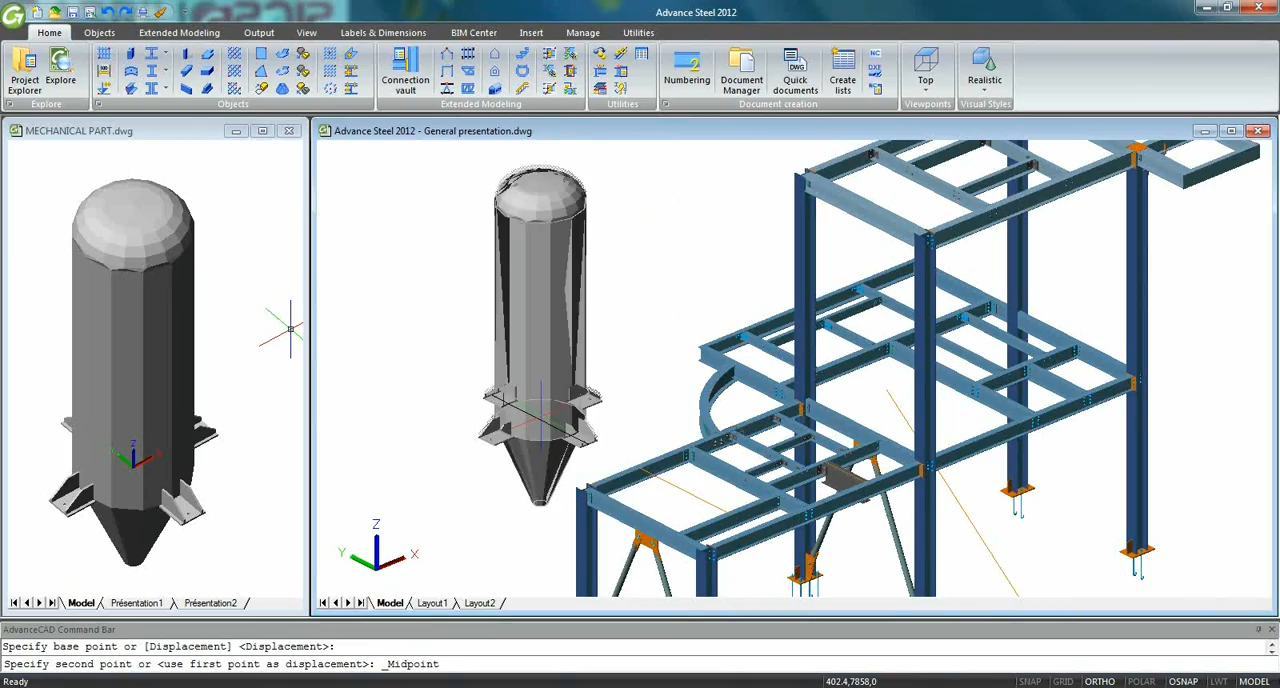 Advance Steel 2012
Home Objects Extended Modeling Output View Labels & Dimensions BIM Center Insert Manage Utilities
Project Explorer
Explore
Connection vault
Numbering
Document Manager
Quick documents
Create lists
NC
DXF
Top
Realistic
Explore Objects Extended Modeling Utilities Document creation Viewpoints Visual Styles
MECHANICAL PART.dwg
Advance Steel 2012 - General presentation.dwg
Z
Y X
Z
Model Présentation1 Présentation2
Model Layout1 Layout2
AdvanceCAD Command Bar
Specify base point or [Displacement] <Displacement>:
Specify second point or <use first point as displacement>: _Midpoint
Ready
402.4,7858,0
SNAP GRID ORTHO POLAR OSNAP LWT MODEL